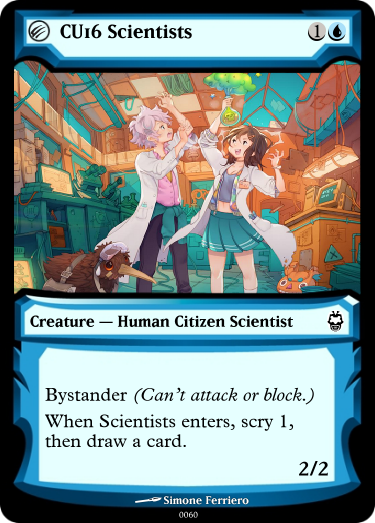 CU16 Scientists
1
Creature — Human Citizen Scientist
Bystander (Can't attack or block.)
When Scientists enters, scry 1,
then draw a card.
2/2
Simone Ferriero
0060